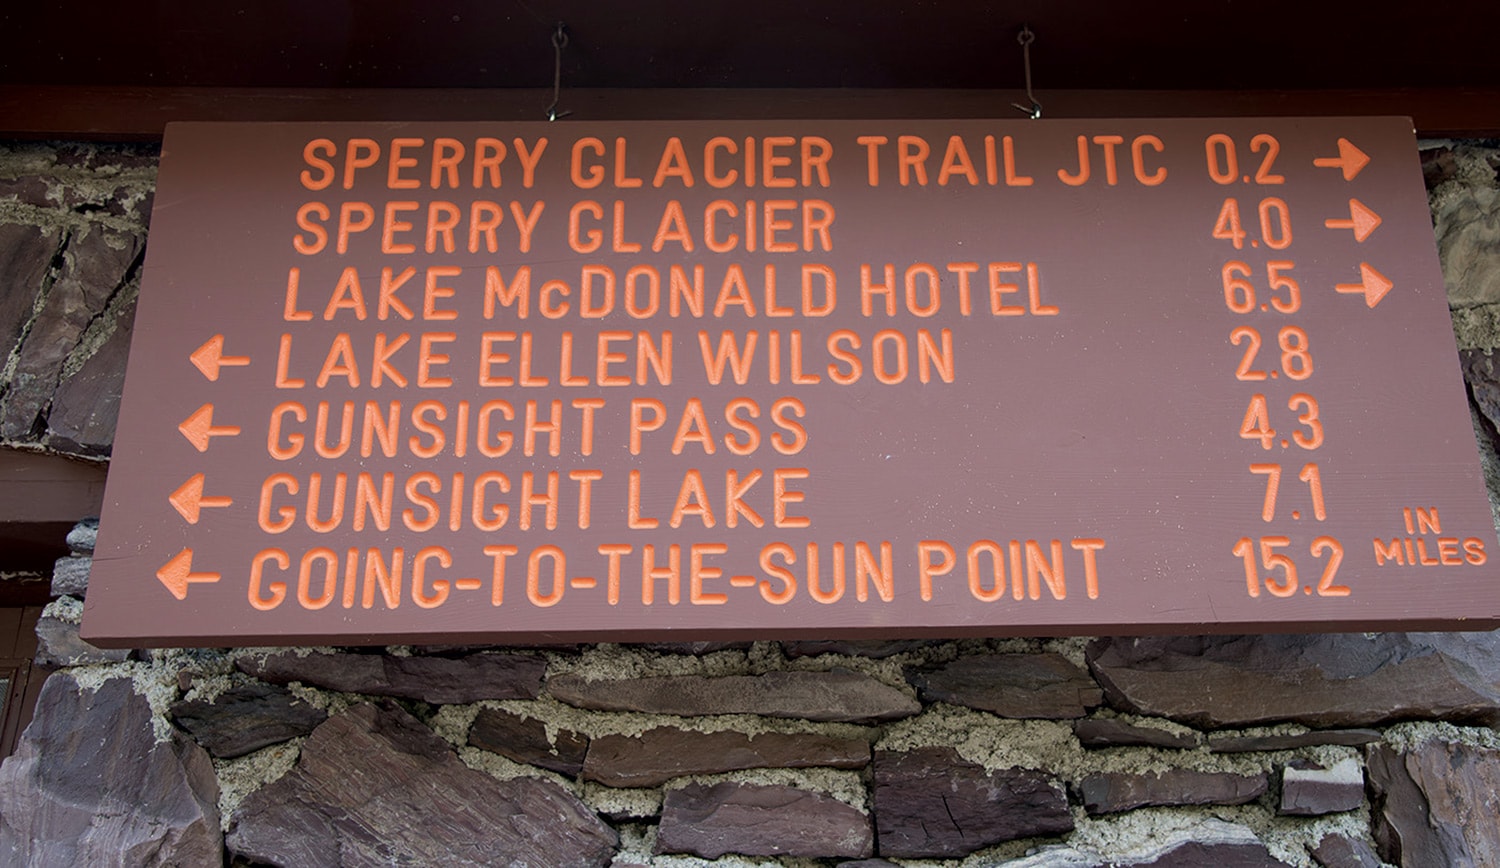 SPERRY GLACIER TRAIL JTC 0.2 →
SPERRY GLACIER 4.0 →
LAKE McDONALD HOTEL 6.5 →
← LAKE ELLEN WILSON 2.8
← GUNSIGHT PASS 4.3
← GUNSIGHT LAKE 7.1
← GOING-TO-THE-SUN POINT 15.2
IN
MILES